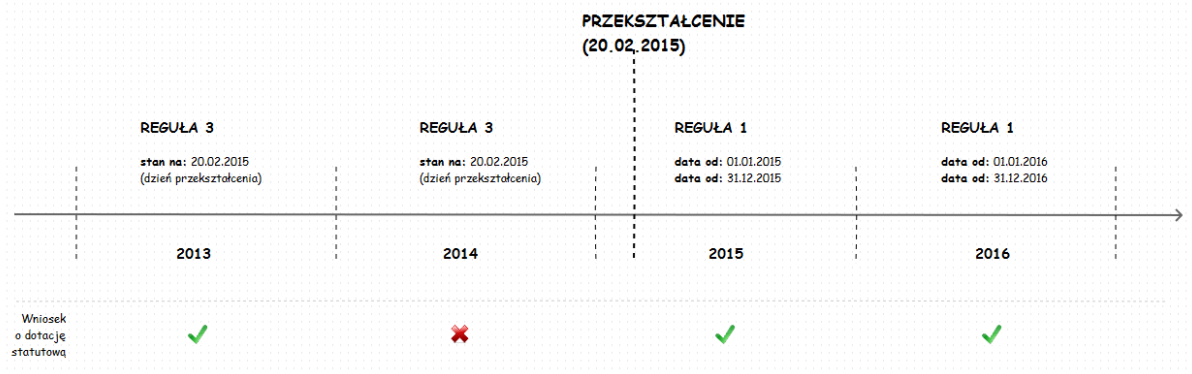 PRZEKSZTAŁCENIE
(20.02.2015)
REGUŁA 3
stan na: 20.02.2015
(dzień przekształcenia)
REGUŁA 3
stan na: 20.02.2015
(dzień przekształcenia)
REGUŁA 1
data od: 01.01.2015
data od: 31.12.2015
REGUŁA 1
data od: 01.01.2016
data od: 31.12.2016
2013
2014
2015
2016
Wniosek
o dotację
statutową